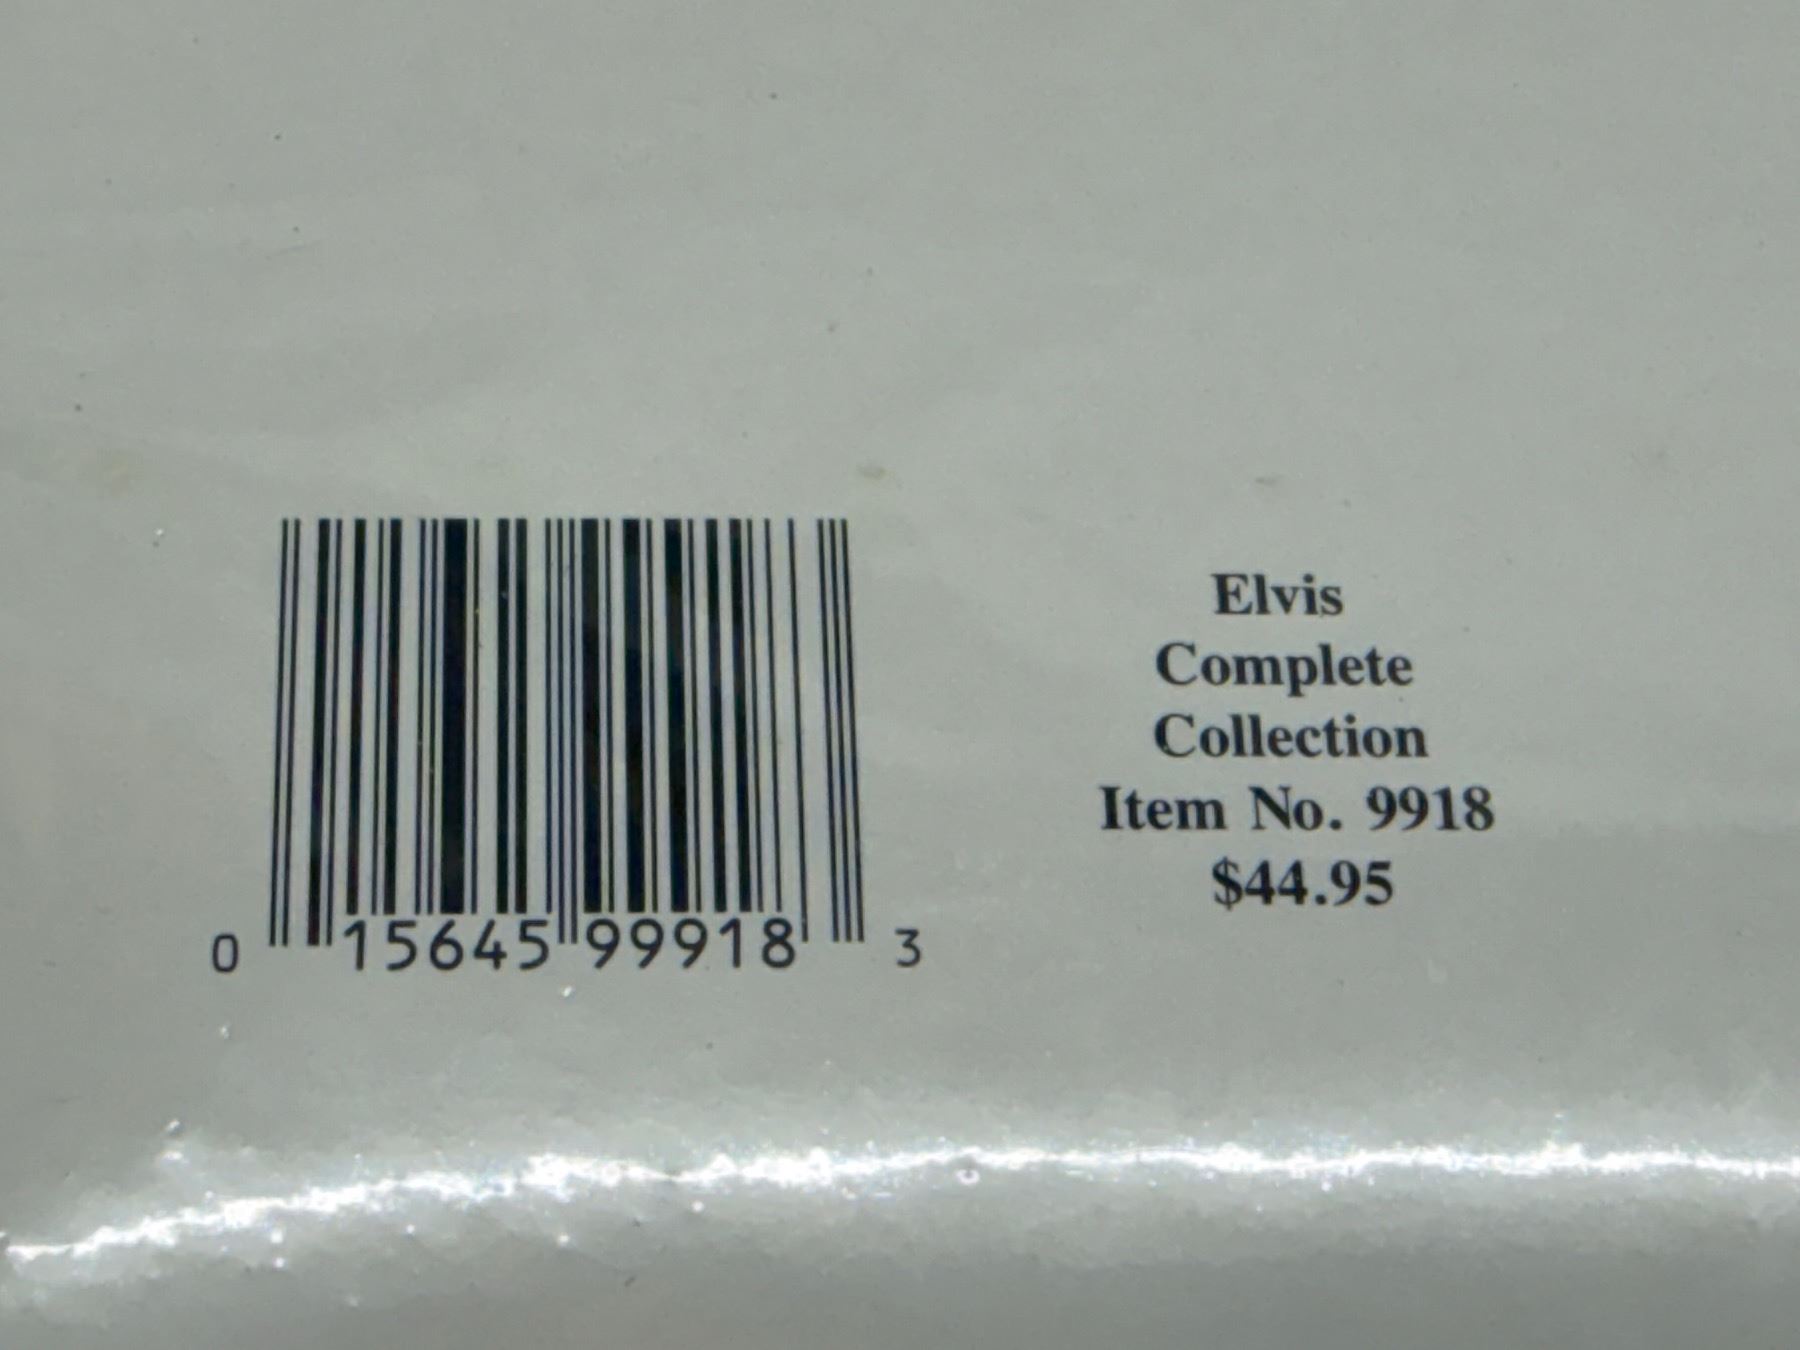 0 15645 99918 3
Elvis
Complete
Collection
Item No. 9918
$44.95